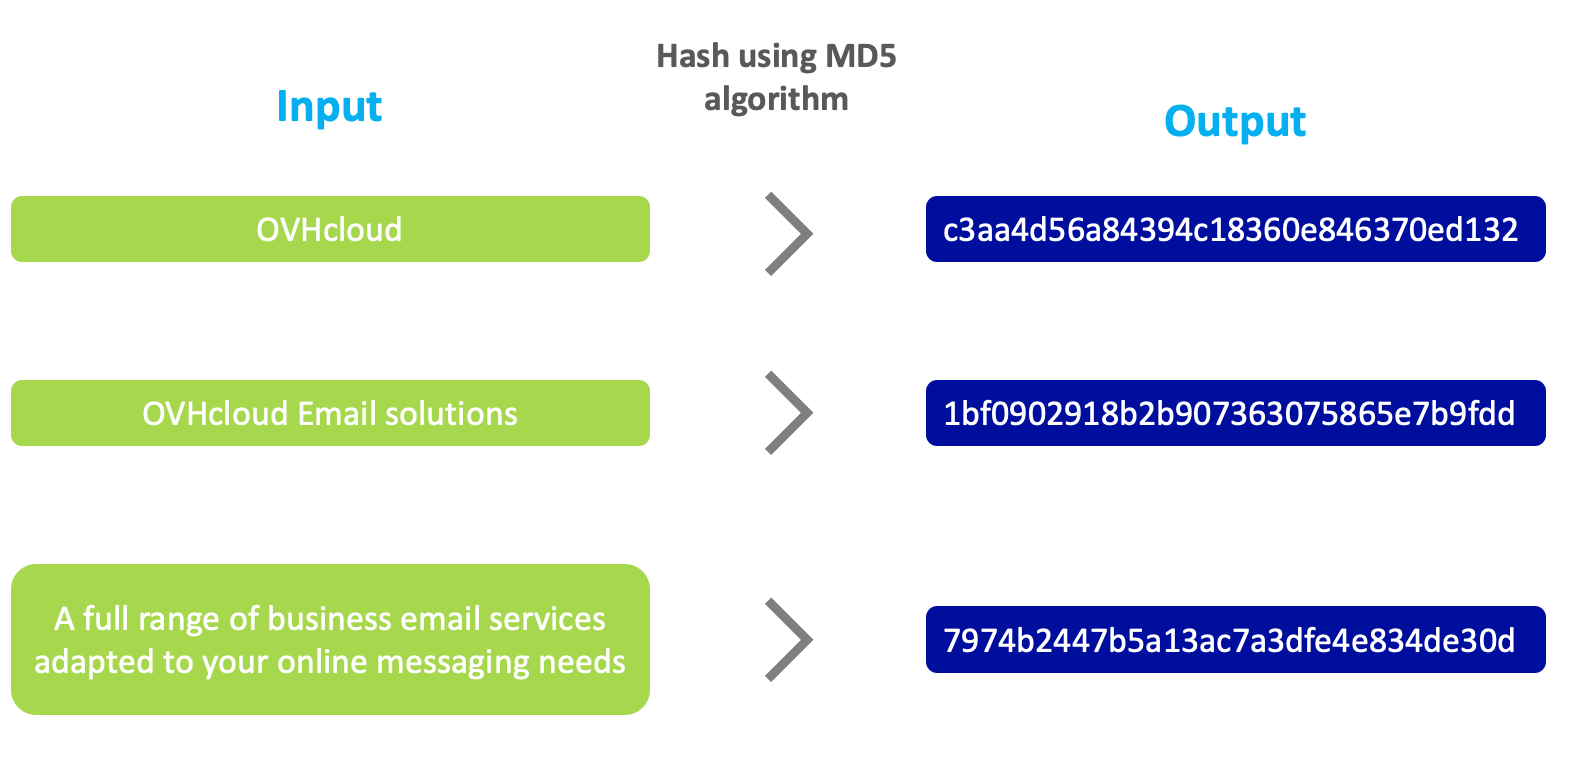 Hash using MD5
algorithm
Input
Output
OVHcloud
c3aa4d56a84394c18360e846370ed132
OVHcloud Email solutions
1bf0902918b2b907363075865e7b9fdd
A full range of business email services
adapted to your online messaging needs
7974b2447b5a13ac7a3dfe4e834de30d